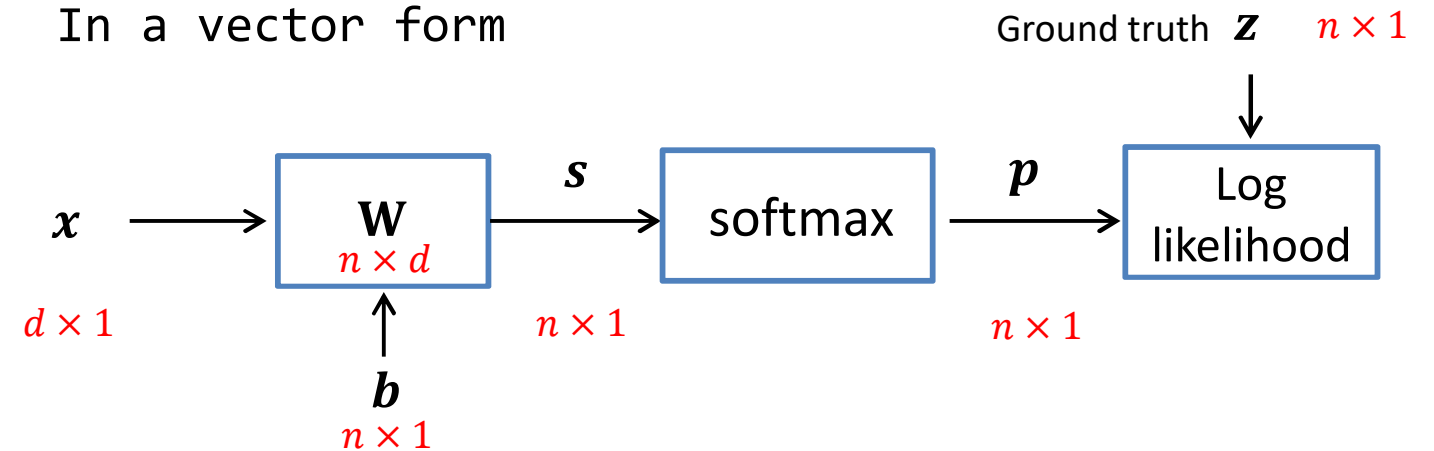 In a vector form
Ground truth z n × 1
x
W
n × d
s
softmax
p
Log
likelihood
d × 1
n × 1
n × 1
b
n × 1